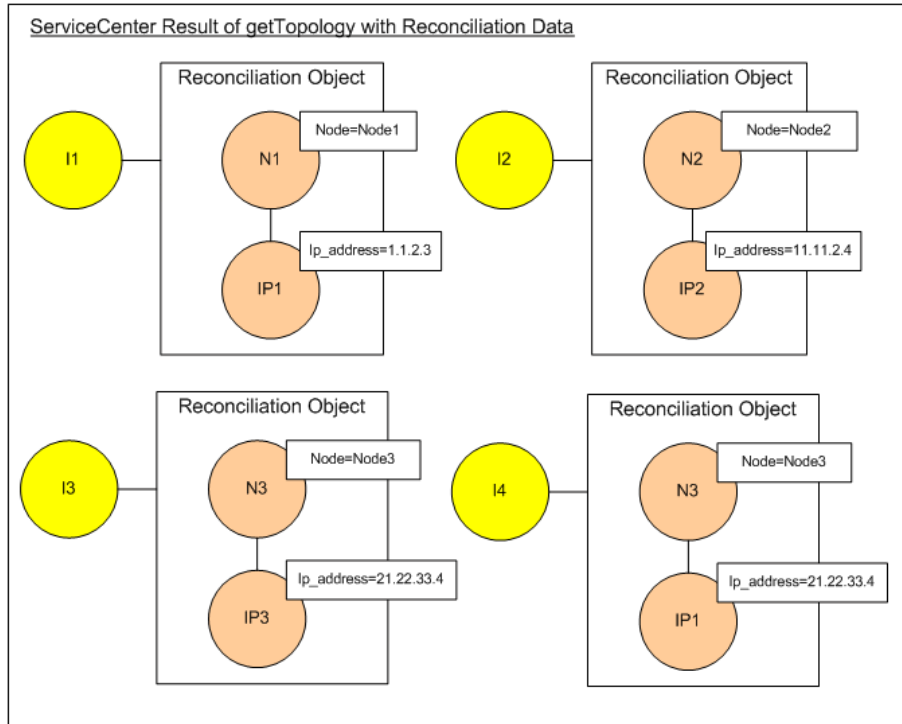 ServiceCenter Result of getTopology with Reconciliation Data
Reconciliation Object
I1
N1
Node=Node1
Ip_address=1.1.2.3
IP1
Reconciliation Object
I2
N2
Node=Node2
Ip_address=11.11.2.4
IP2
Reconciliation Object
I3
N3
Node=Node3
Ip_address=21.22.33.4
IP3
Reconciliation Object
I4
N3
Node=Node3
Ip_address=21.22.33.4
IP1